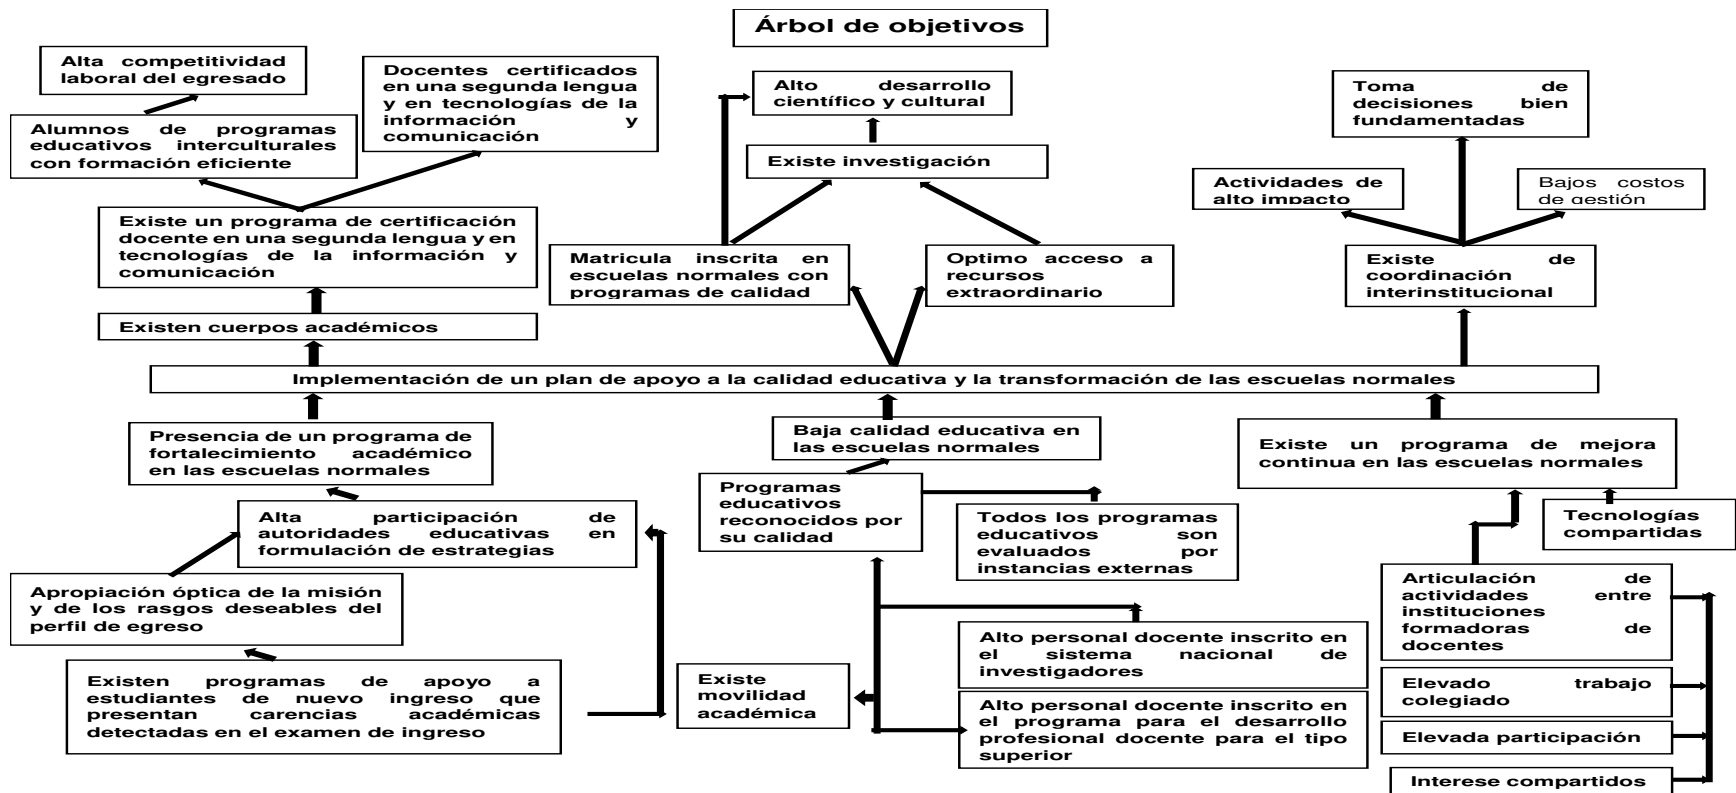 Árbol de objetivos
Alta competitividad
laboral del egresado
Docentes certificados
en una segunda lengua
y en tecnologías de la
información y
comunicación
Alto desarrollo
científico y cultural
Toma de
decisiones bien
fundamentadas
Alumnos de programas
educativos interculturales
con formación eficiente
Existe investigación
Actividades de
alto impacto
Bajos costos
de gestión
Existe un programa de certificación
docente en una segunda lengua y en
tecnologías de la información y
comunicación
Matricula inscrita en
escuelas normales con
programas de calidad
Optimo acceso a
recursos
extraordinario
Existe de
coordinación
interinstitucional
Existen cuerpos académicos
Implementación de un plan de apoyo a la calidad educativa y la transformación de las escuelas normales
Presencia de un programa de
fortalecimiento académico
en las escuelas normales
Baja calidad educativa en
las escuelas normales
Existe un programa de mejora
continua en las escuelas normales
Programas
educativos
reconocidos por
su calidad
Alta participación de
autoridades educativas en
formulación de estrategias
Todos los programas
educativos son
evaluados por
instancias externas
Tecnologías
compartidas
Apropiación óptica de la misión
y de los rasgos deseables del
perfil de egreso
Articulación de
actividades entre
instituciones
formadoras de
docentes
Alto personal docente inscrito en
el sistema nacional de
investigadores
Existen programas de apoyo a
estudiantes de nuevo ingreso que
presentan carencias académicas
detectadas en el examen de ingreso
Existe
movilidad
académica
Alto personal docente inscrito en
el programa para el desarrollo
profesional docente para el tipo
superior
Elevado trabajo
colegiado
Elevada participación
Interese compartidos